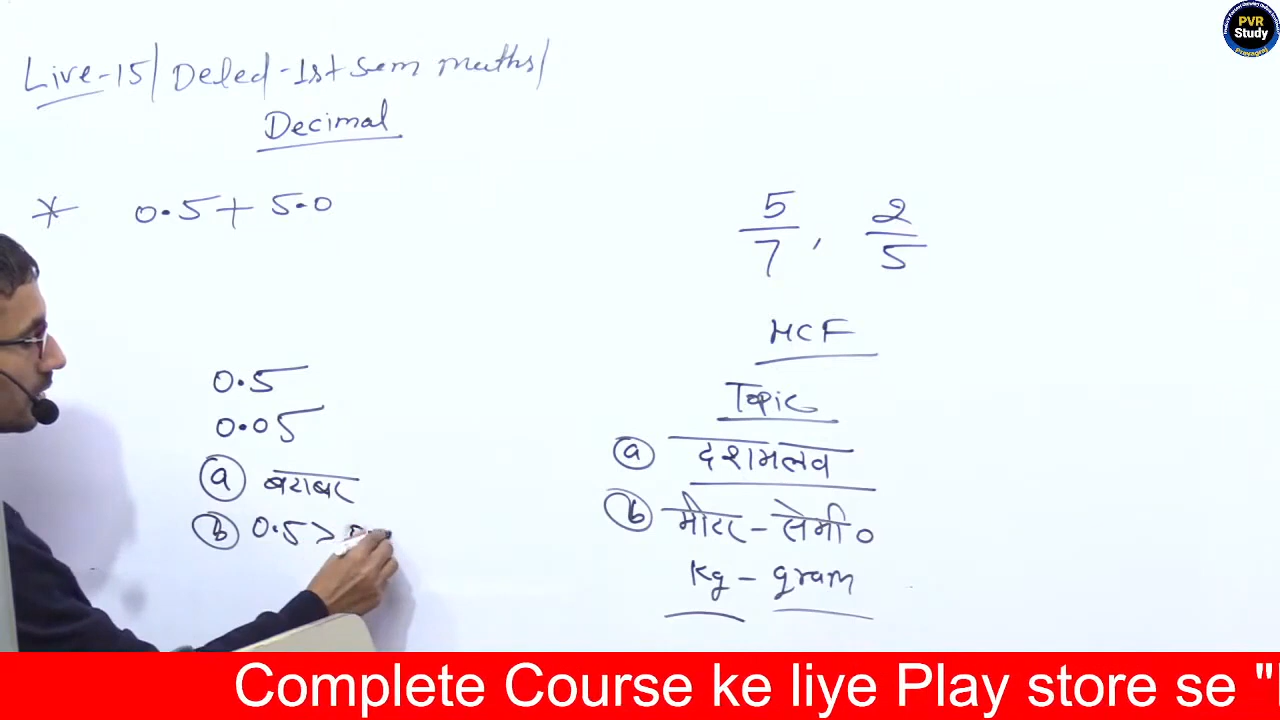 Live-15/ Deled-1st sem maths/
Decimal
* 0.5 + 5.0
0.5
0.05
(a) बराबर
(b) 0.5 >
5/7, 2/5
HCF
Topic
(a) दशमलव
(b) मीटर - सेमी०
Kg - gram
PVR
Study
Prayagraj
Complete Course ke liye Play store se "